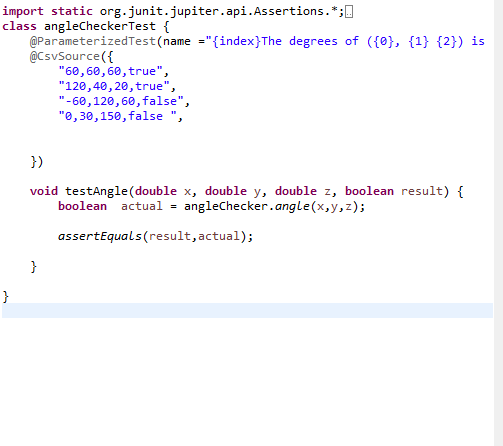 import static org.junit.jupiter.api.Assertions.*;
class angleCheckerTest {
    @ParameterizedTest(name ="{index}The degrees of ({0}, {1} {2}) is
    @CsvSource({
        "60,60,60,true",
        "120,40,20,true",
        "-60,120,60,false",
        "0,30,150,false ",
    })
    void testAngle(double x, double y, double z, boolean result) {
        boolean  actual = angleChecker.angle(x,y,z);
        assertEquals(result,actual);
    }
}